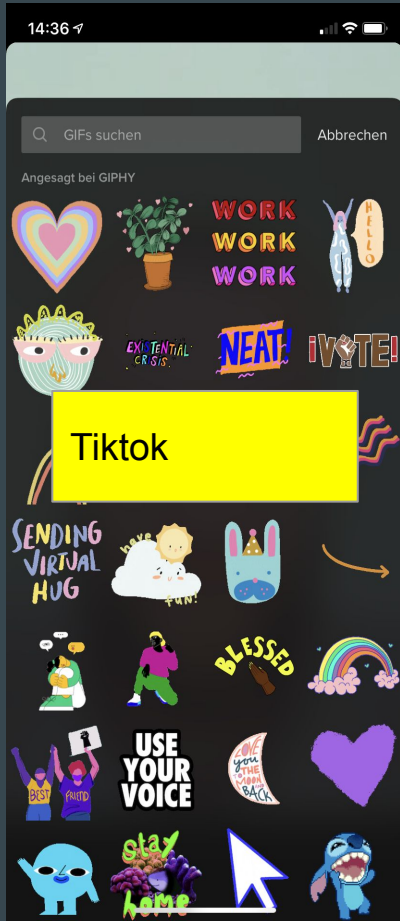 14:36
GIFs suchen
Abbrechen
Angesagt bei GIPHY
WORK
WORK
WORK
HELLO
EXISTENTIAL
CRISIS.
NEAT!
¡VOTE!
Tiktok
SENDING
VIRTUAL
HUG
have
fun!
BLESSED
BEST
FRIEND
USE
YOUR
VOICE
LOVE
you
TO THE
MOON
AND
BACK
Stay
home